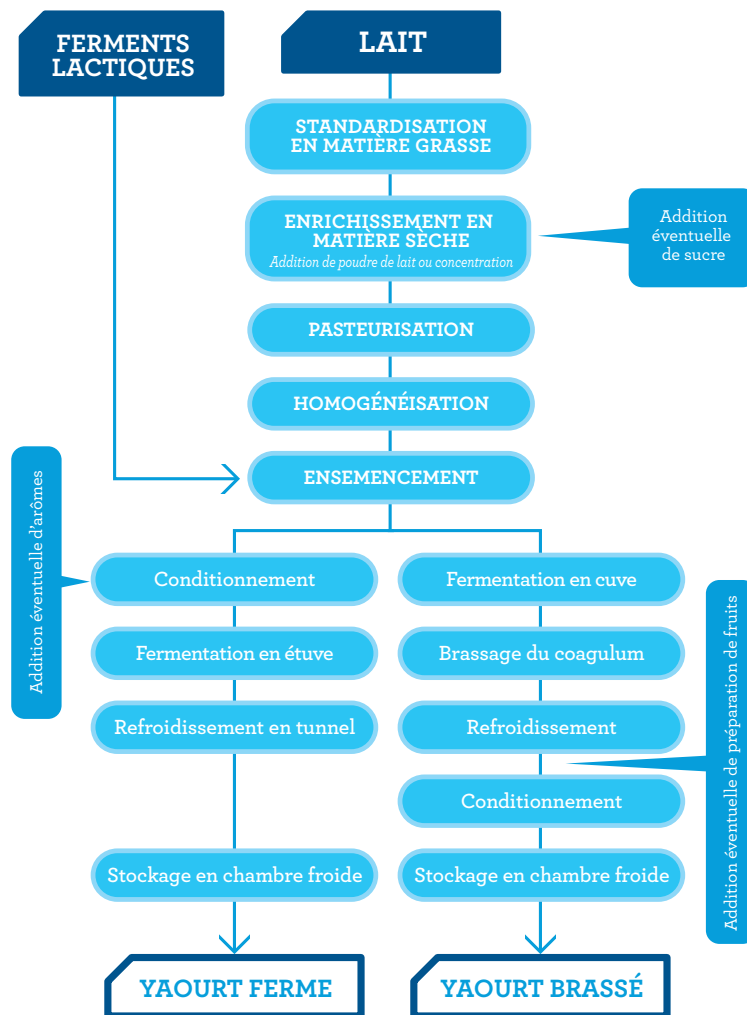 FERMENTS
LACTIQUES
LAIT
STANDARDISATION
EN MATIÈRE GRASSE
ENRICHISSEMENT EN
MATIÈRE SÈCHE
Addition de poudre de lait ou concentration
Addition
éventuelle
de sucre
PASTEURISATION
HOMOGÉNÉISATION
ENSEMENCEMENT
Addition éventuelle d'arômes
Conditionnement
Fermentation en étuve
Refroidissement en tunnel
Stockage en chambre froide
YAOURT FERME
Fermentation en cuve
Brassage du coagulum
Refroidissement
Addition éventuelle de préparation de fruits
Conditionnement
Stockage en chambre froide
YAOURT BRASSÉ